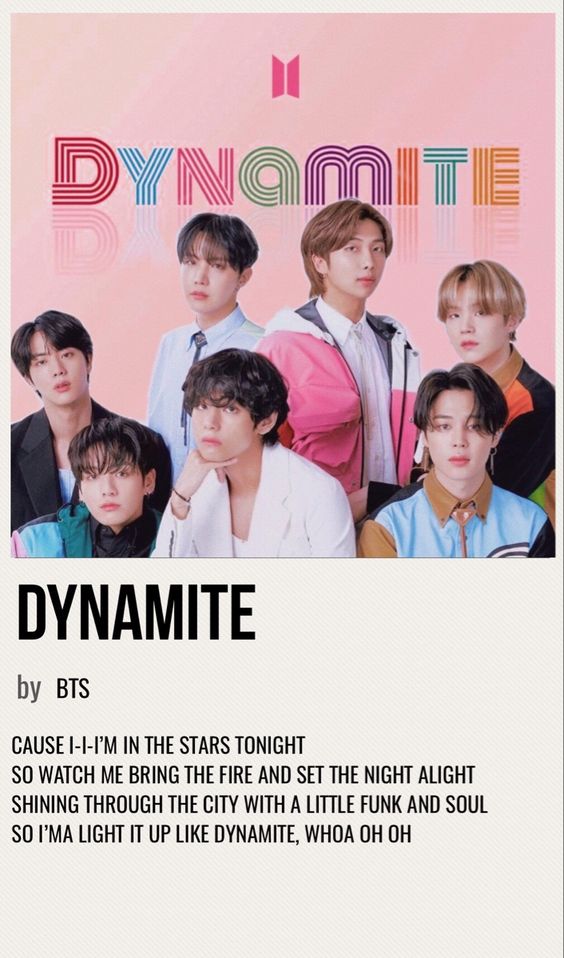 DYNAMITE
DYNAMITE
by BTS
CAUSE I-I-I'M IN THE STARS TONIGHT
SO WATCH ME BRING THE FIRE AND SET THE NIGHT ALIGHT
SHINING THROUGH THE CITY WITH A LITTLE FUNK AND SOUL
SO I'MA LIGHT IT UP LIKE DYNAMITE, WHOA OH OH